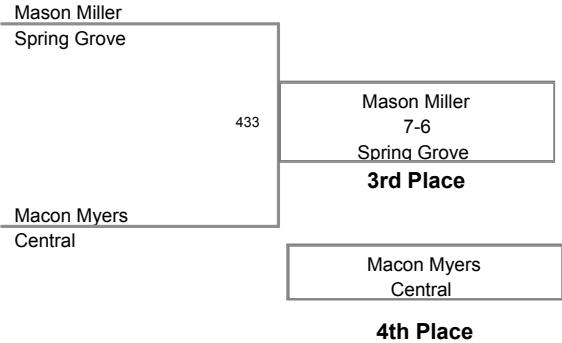 Mason Miller
Spring Grove
433
Mason Miller
7-6
Spring Grove
3rd Place
Macon Myers
Central
Macon Myers
Central
4th Place